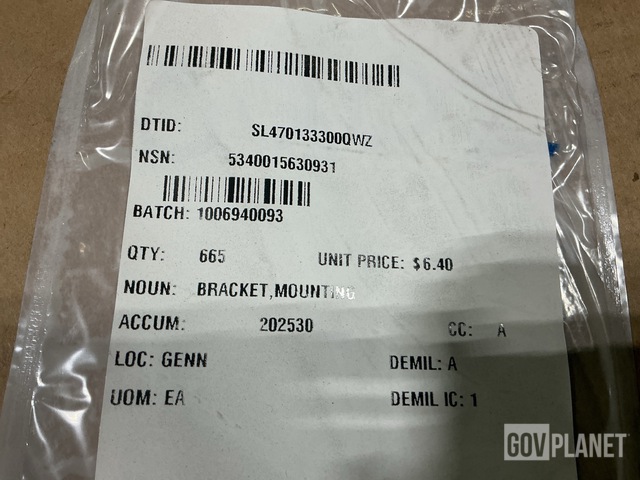 DTID: SL470133300QWZ
NSN: 5340015630931
BATCH: 1006940093
QTY: 665 UNIT PRICE: $6.40
NOUN: BRACKET,MOUNTING
ACCUM: 202530 CC: A
LOC: GENN DEMIL: A
UOM: EA DEMIL IC: 1
GOVPLANET